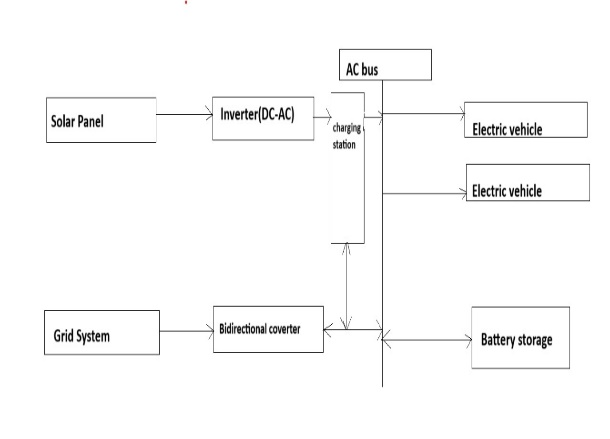 AC bus
Solar Panel
Inverter(DC-AC)
charging
station
Electric vehicle
Electric vehicle
Grid System
Bidirectional coverter
Battery storage